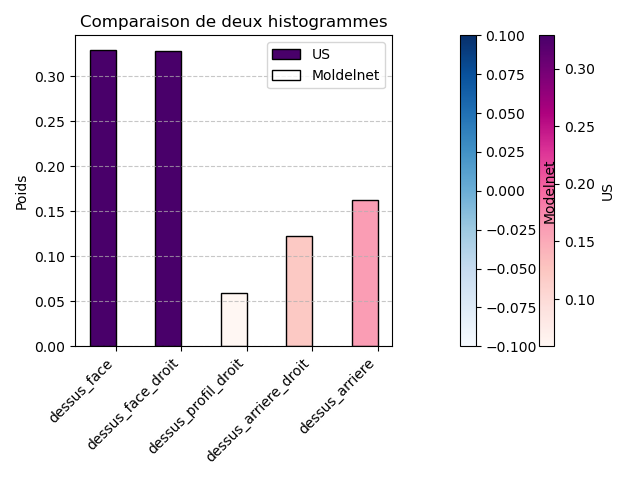 Comparaison de deux histogrammes
US
Moldelnet
Poids
0.30
0.25
0.20
0.15
0.10
0.05
0.00
dessus_face
dessus_face_droit
dessus_profil_droit
dessus_arriere_droit
dessus_arriere
0.100
0.075
0.050
0.025
0.000
−0.025
−0.050
−0.075
−0.100
Modelnet
0.30
0.25
0.20
0.15
0.10
US